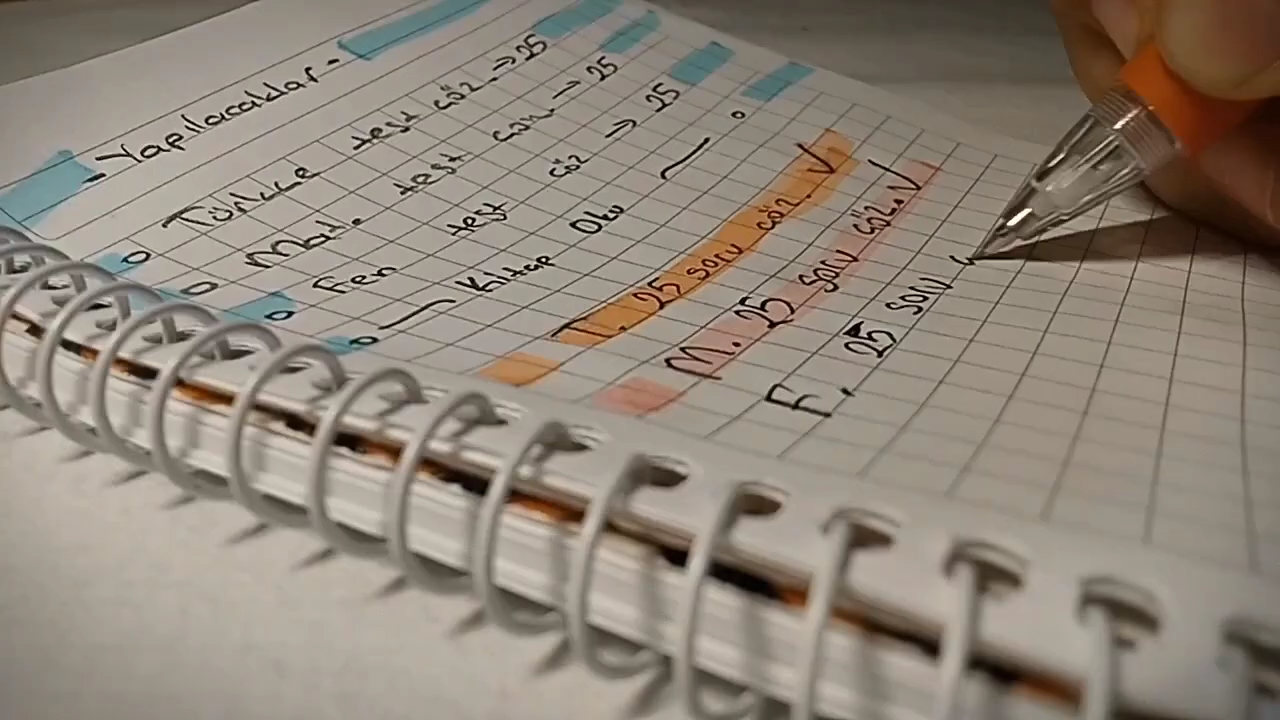 - Yapılacaklar -
o Türkçe test çöz. → 25
o Mat. test çöz. → 25
o Fen test çöz → 25
o — Kitap Oku — o
T. 25 soru çöz. √
M. 25 soru çöz. √
F. 25 soru